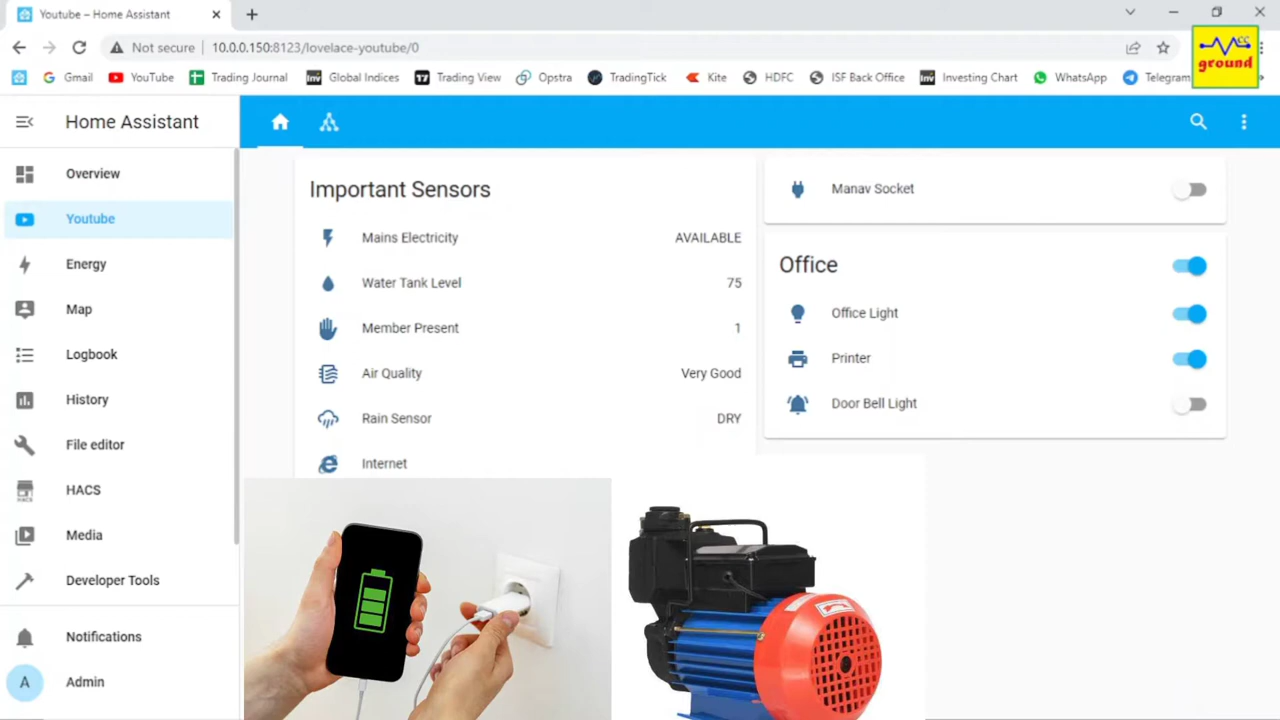 Youtube – Home Assistant
Not secure
10.0.0.150:8123/lovelace-youtube/0
Gmail
YouTube
Trading Journal
Global Indices
Trading View
Opstra
TradingTick
Kite
HDFC
ISF Back Office
Investing Chart
WhatsApp
Telegram
cc
ground
Home Assistant
Overview
Youtube
Energy
Map
Logbook
History
File editor
HACS
Media
Developer Tools
Notifications
A
Admin
Important Sensors
Mains Electricity AVAILABLE
Water Tank Level 75
Member Present 1
Air Quality Very Good
Rain Sensor DRY
Internet
Manav Socket
Office
Office Light
Printer
Door Bell Light